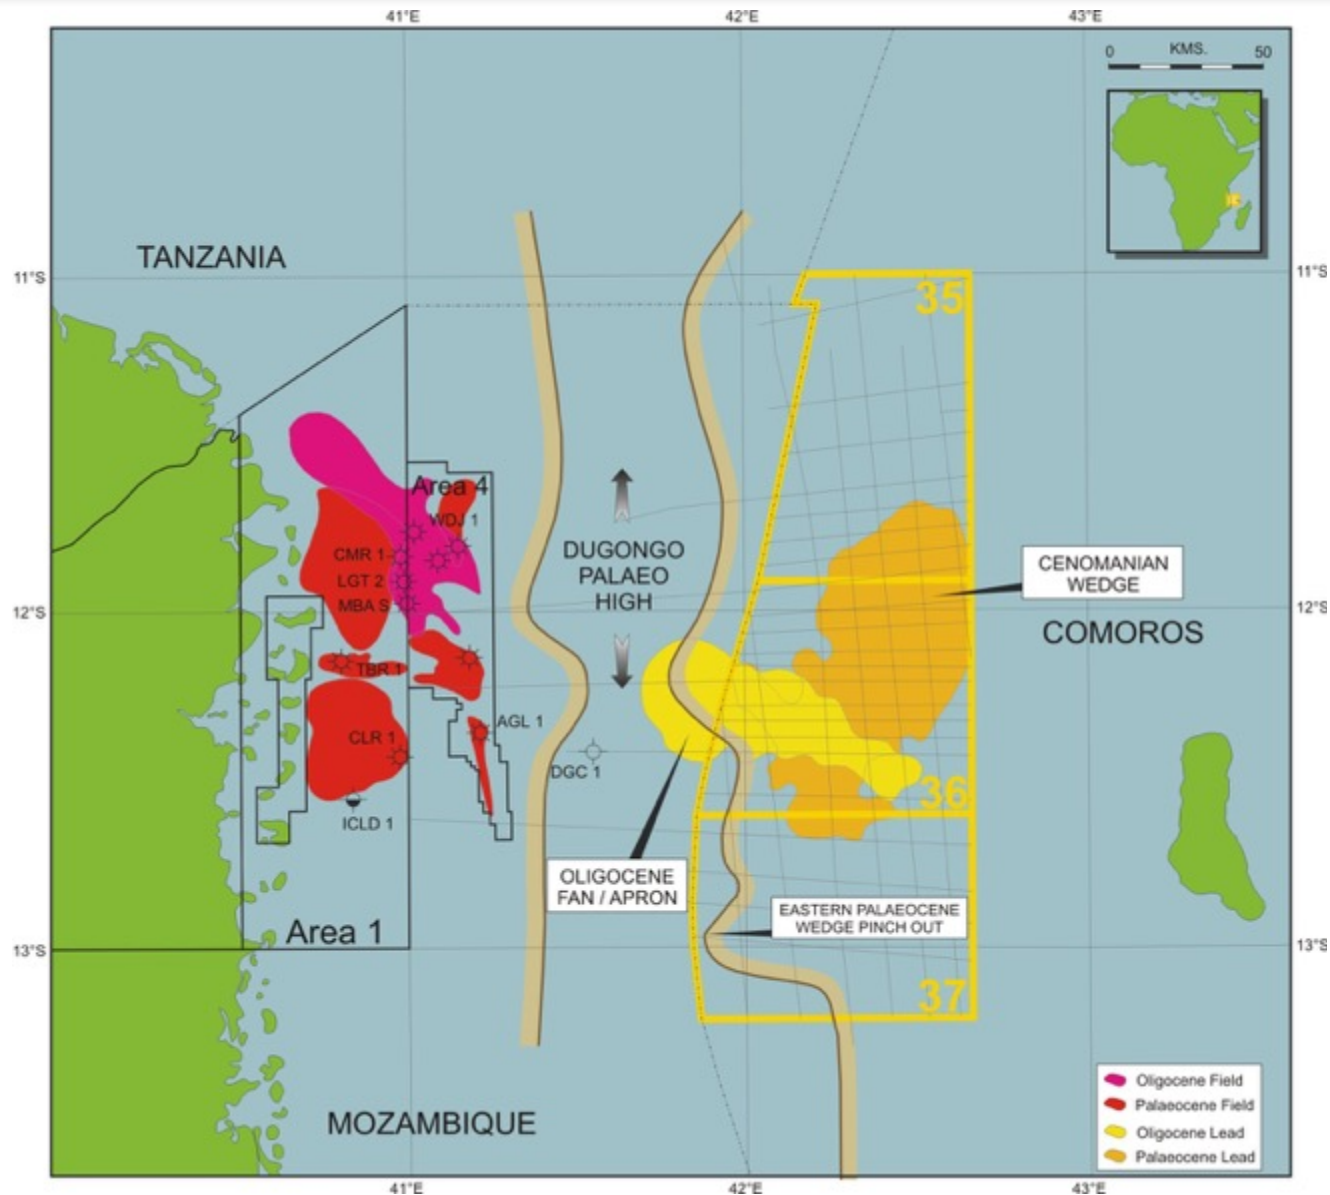 41°E
42°E
43°E
0 KMS. 50
TANZANIA
11°S
11°S
35
Area 4
WDJ 1
CMR 1
LGT 2
MBA S
DUGONGO
PALAEO
HIGH
CENOMANIAN
WEDGE
12°S
12°S
COMOROS
TBR 1
AGL 1
CLR 1
DGC 1
ICLD 1
36
OLIGOCENE
FAN / APRON
EASTERN PALAEOCENE
WEDGE PINCH OUT
Area 1
13°S
13°S
37
MOZAMBIQUE
Oligocene Field
Palaeocene Field
Oligocene Lead
Palaeocene Lead
41°E
42°E
43°E